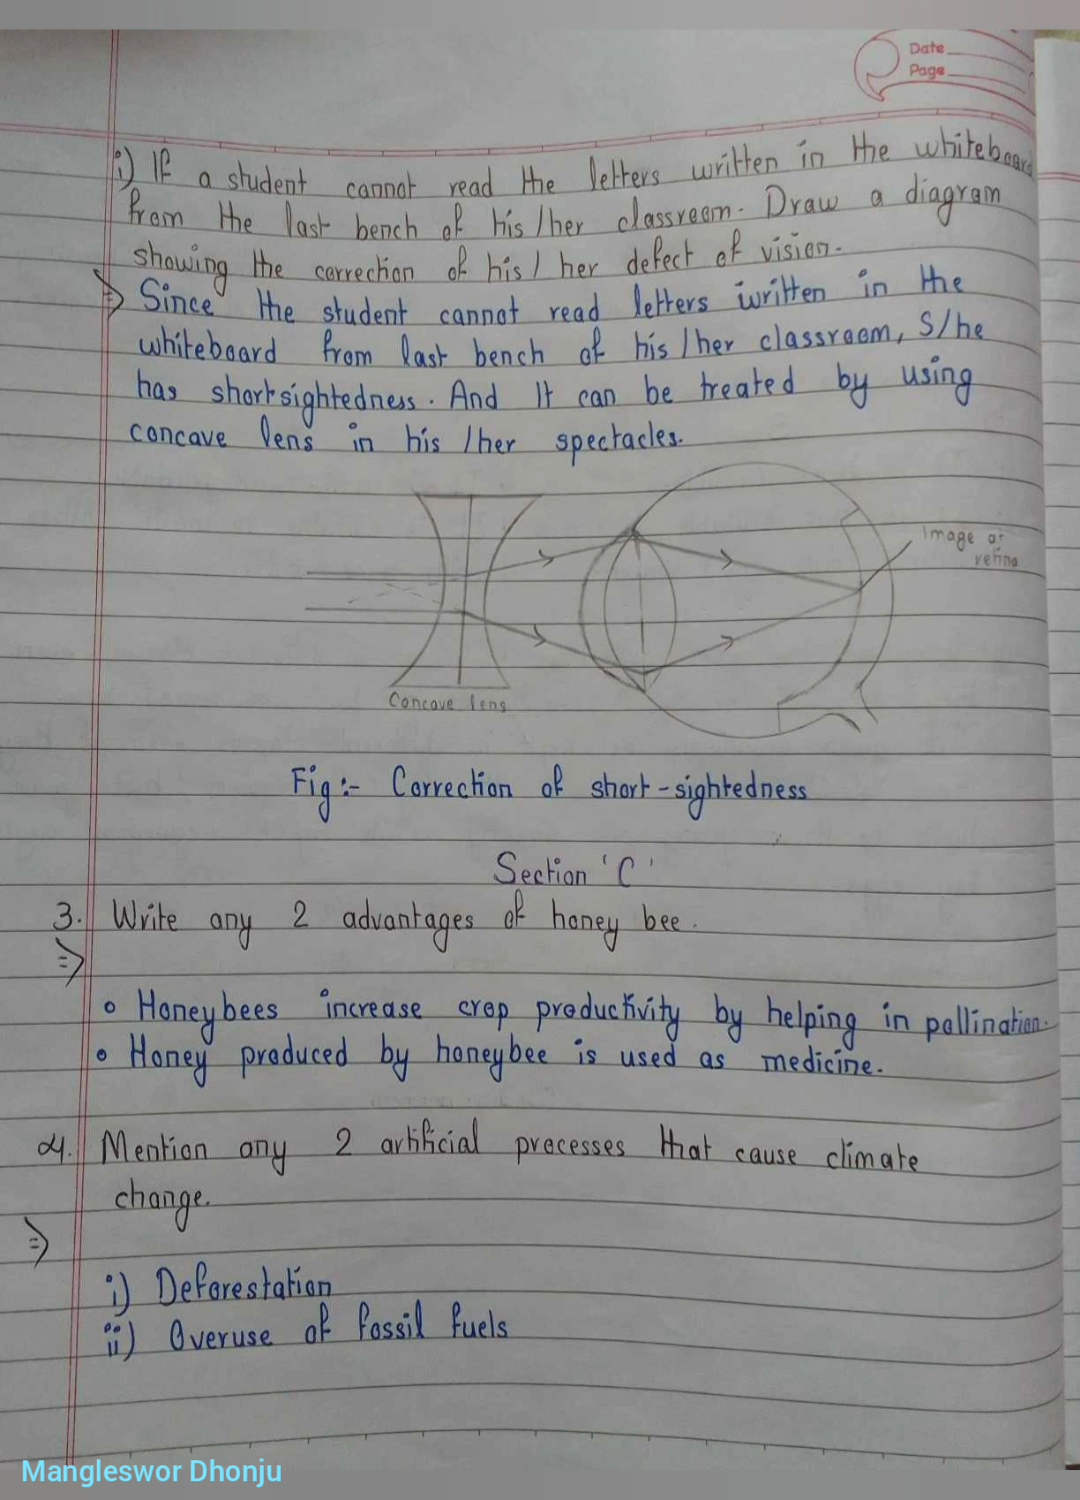 Date
Page
i) If a student cannot read the letters written in the whiteboard
from the last bench of his/her classroom. Draw a diagram
showing the correction of his/her defect of vision.
⇒ Since the student cannot read letters written in the
whiteboard from last bench of his/her classroom, S/he
has shortsightedness. And It can be treated by using
concave lens in his/her spectacles.
Image at
retina
Concave lens
Fig:- Correction of short-sightedness
Section 'C'
3. Write any 2 advantages of honey bee.
⇒
• Honeybees increase crop productivity by helping in pollination.
• Honey produced by honeybee is used as medicine.
4. Mention any 2 artificial processes that cause climate
change.
⇒
i) Deforestation
ii) Overuse of fossil fuels
Mangleswor Dhonju